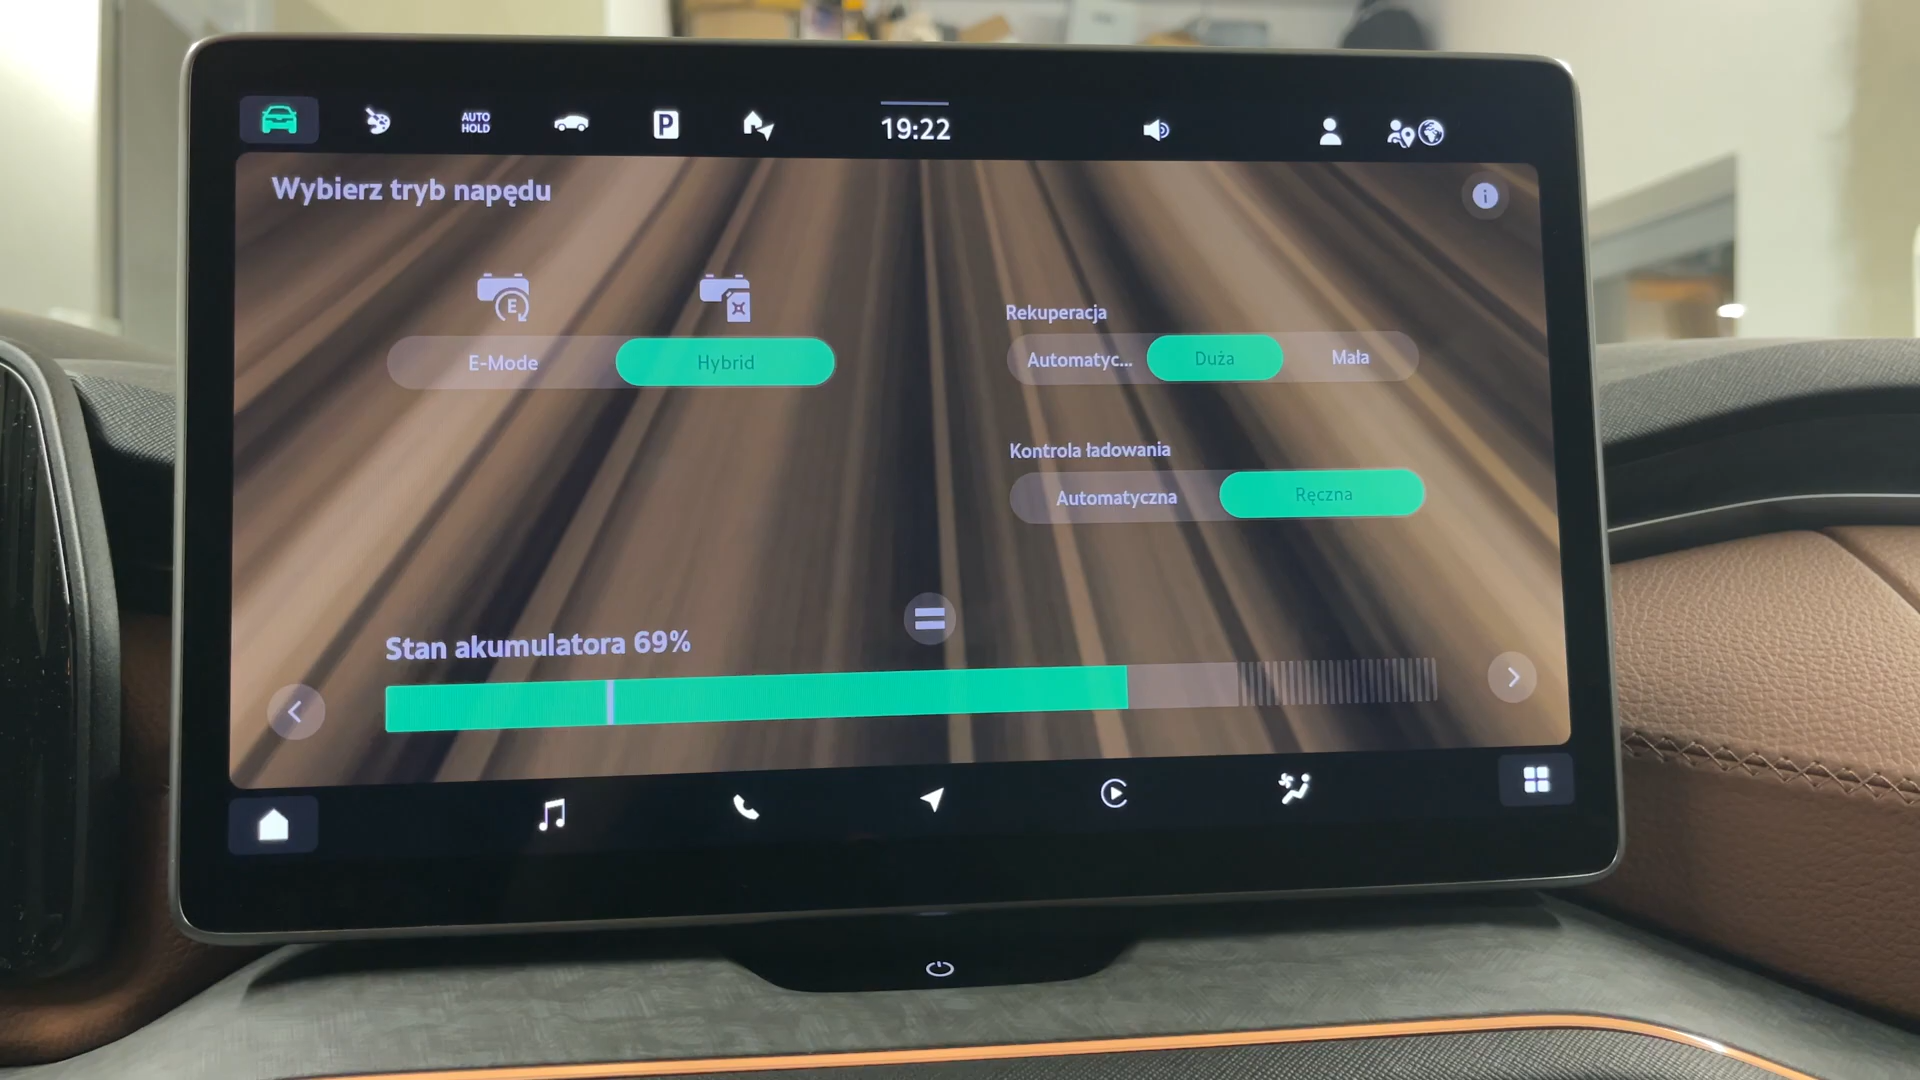 AUTO
HOLD
P
19:22
Wybierz tryb napędu
i
E
E-Mode
Hybrid
Rekuperacja
Automatyc...
Duża
Mała
Kontrola ładowania
Automatyczna
Ręczna
Stan akumulatora 69%